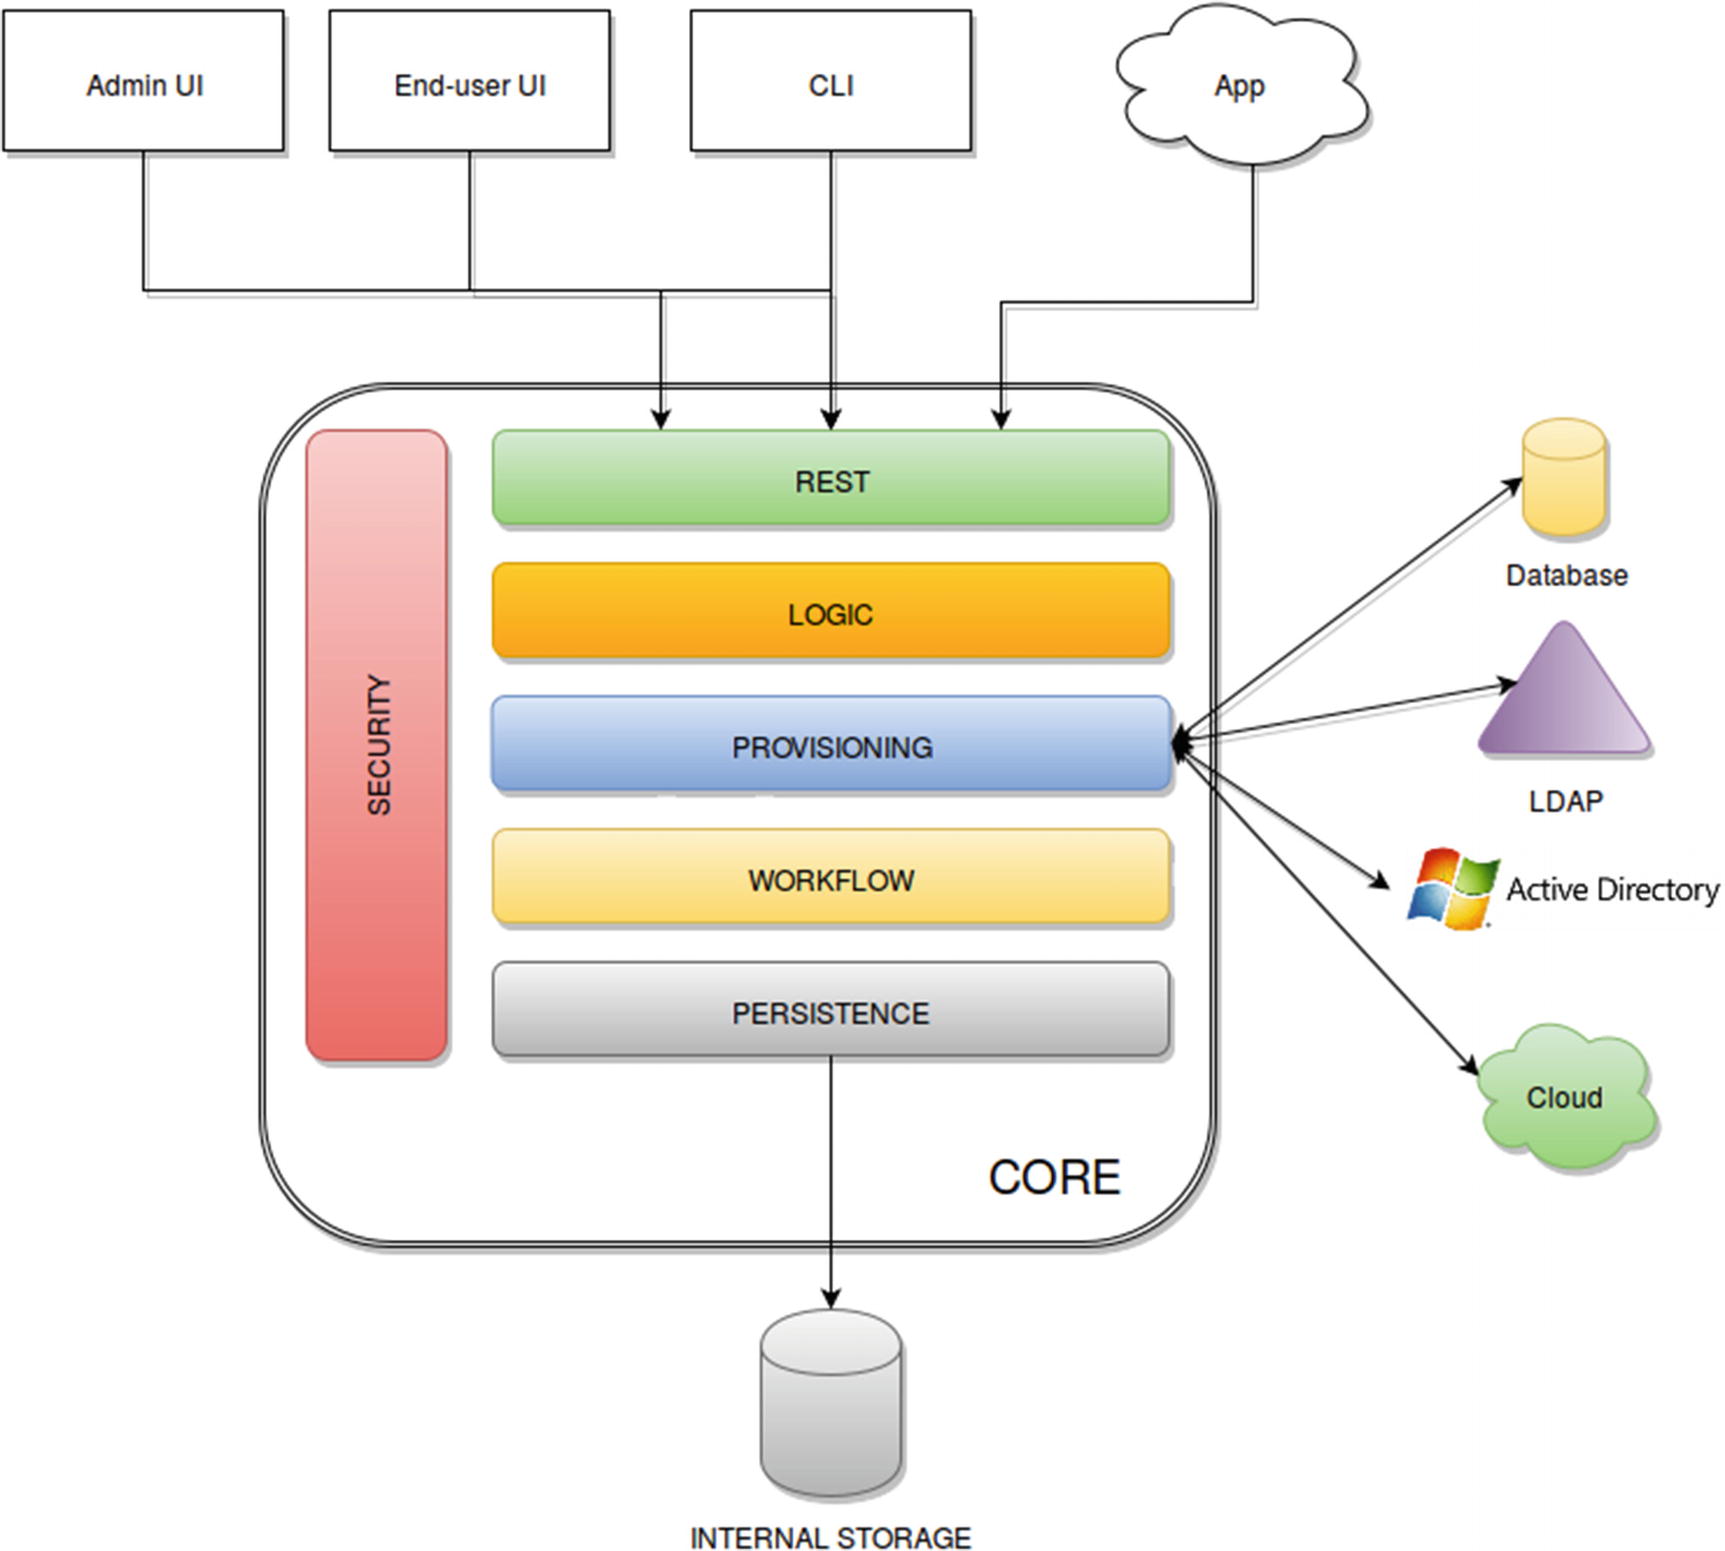 Admin UI
End-user UI
CLI
App
REST
LOGIC
PROVISIONING
WORKFLOW
PERSISTENCE
SECURITY
CORE
Database
LDAP
Active Directory
Cloud
INTERNAL STORAGE